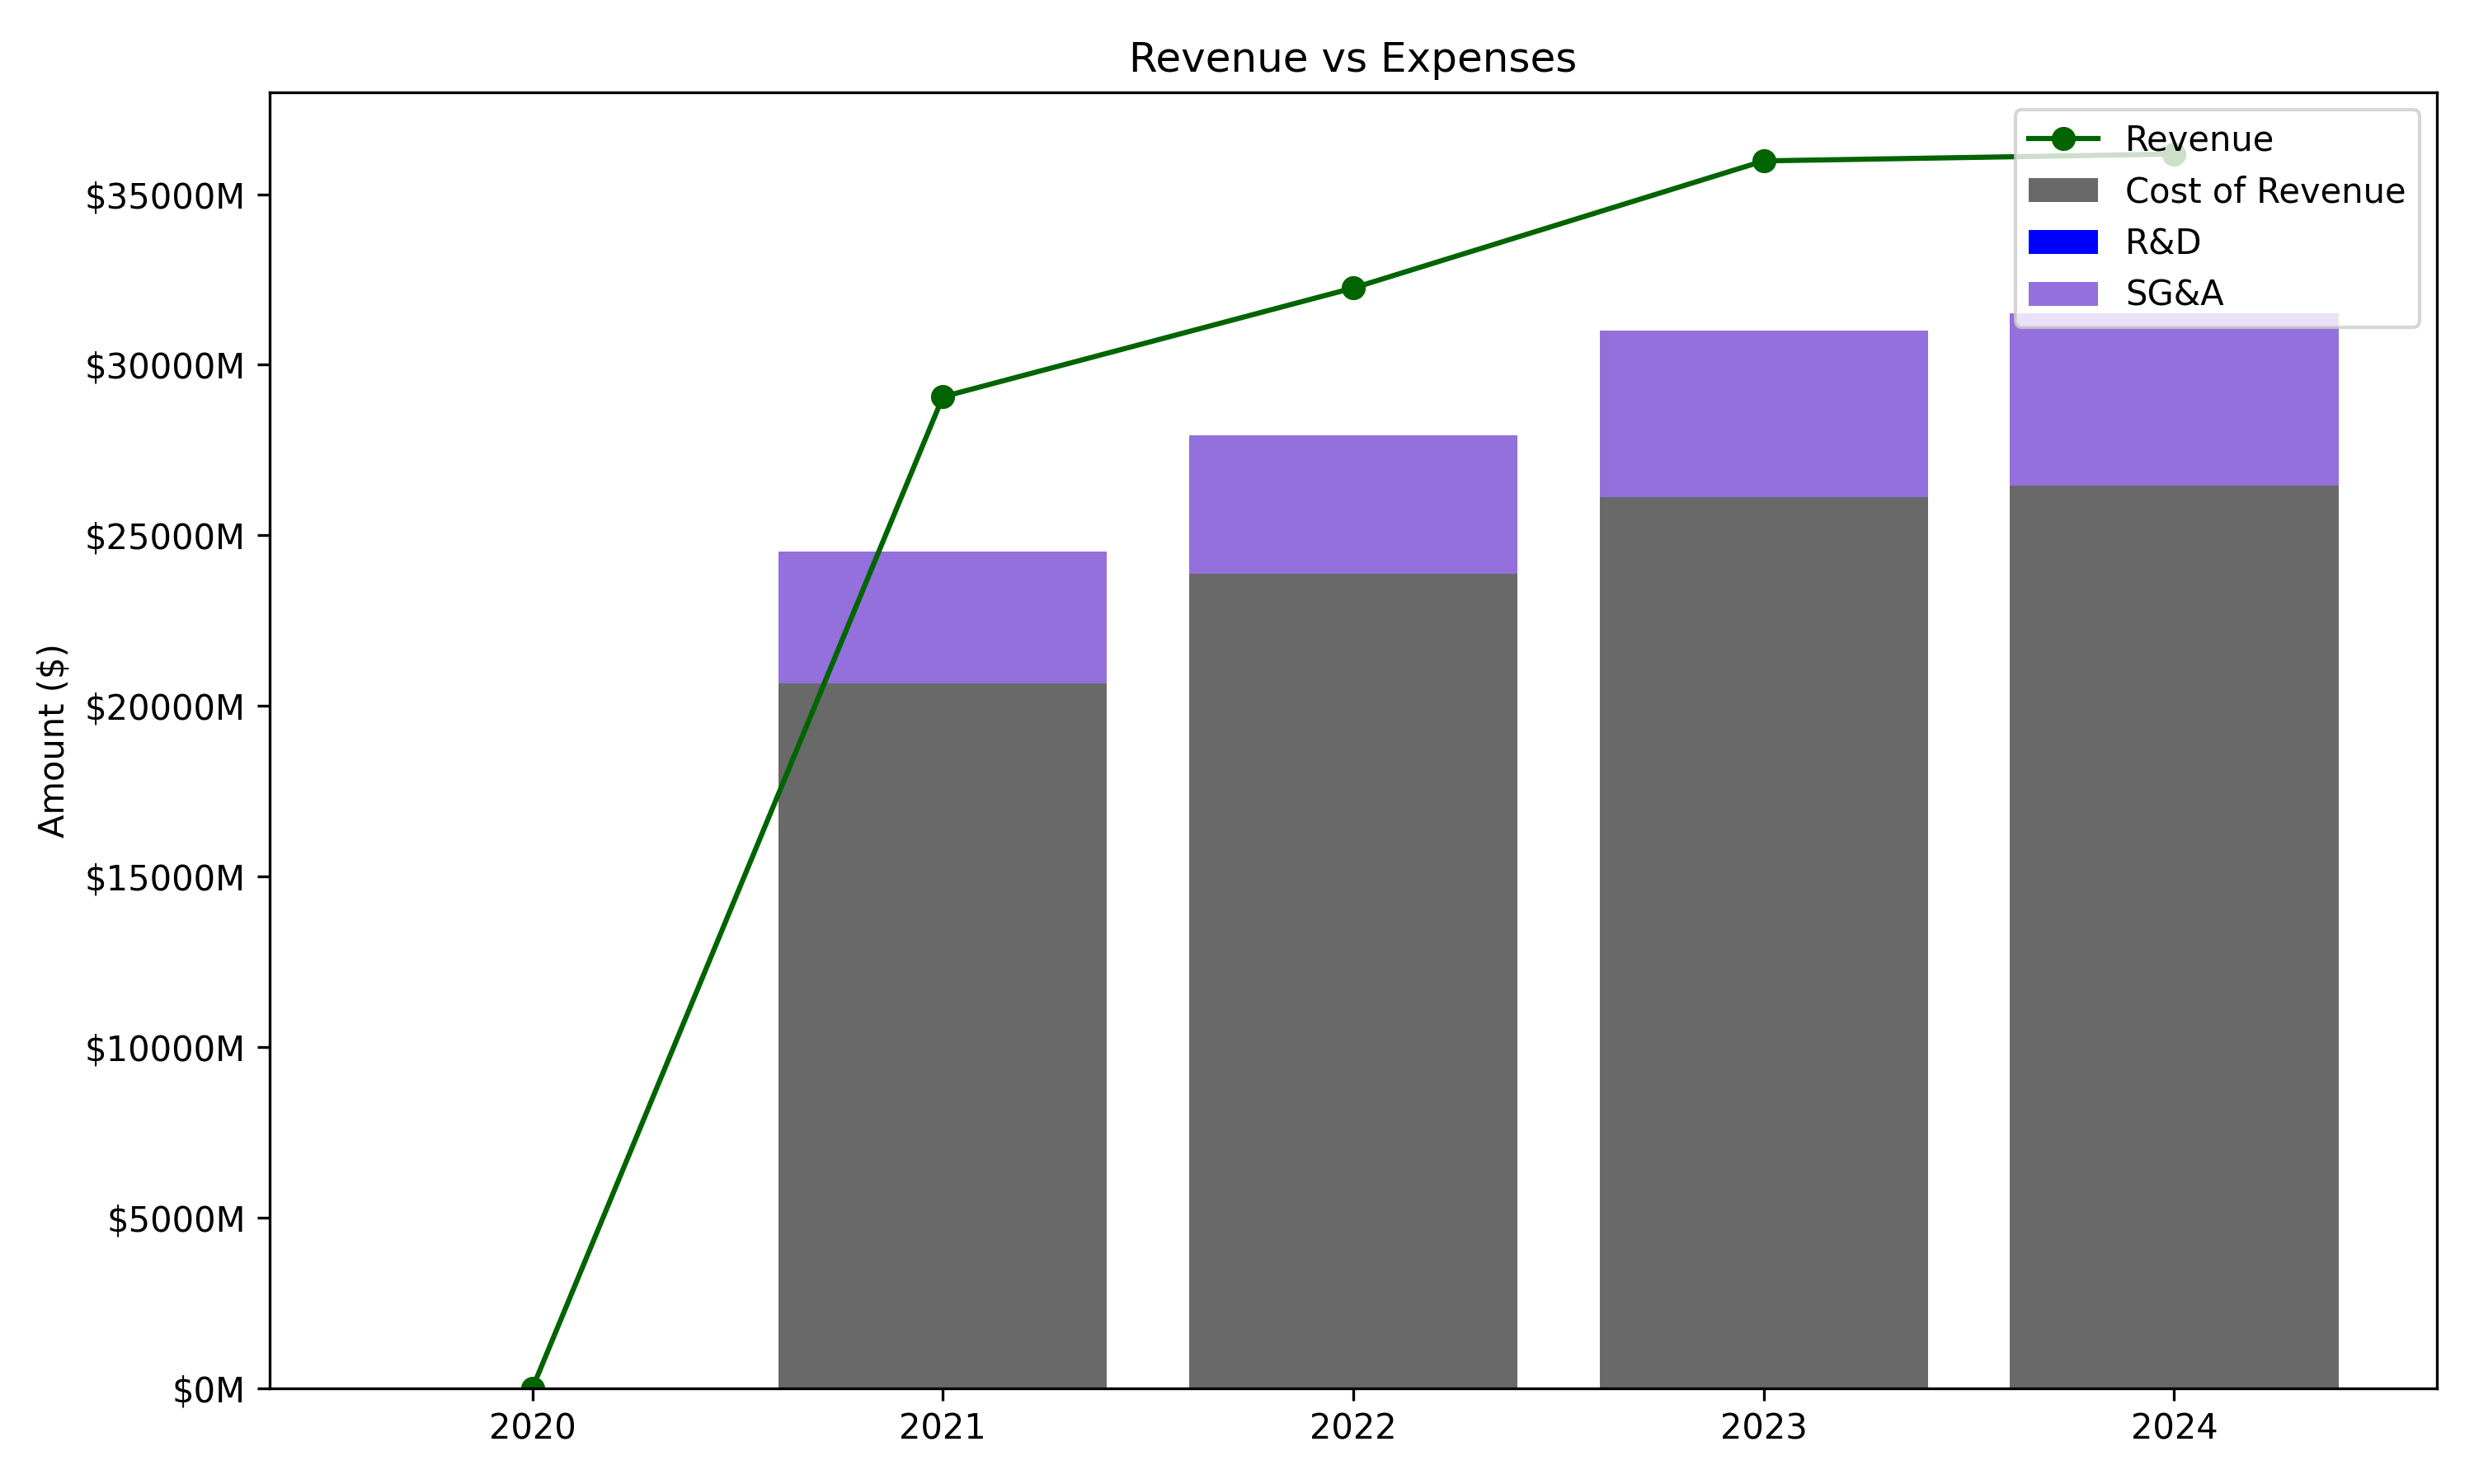 Revenue vs Expenses
Revenue
Cost of Revenue
R&D
SG&A
Amount ($)
$35000M
$30000M
$25000M
$20000M
$15000M
$10000M
$5000M
$0M
2020
2021
2022
2023
2024